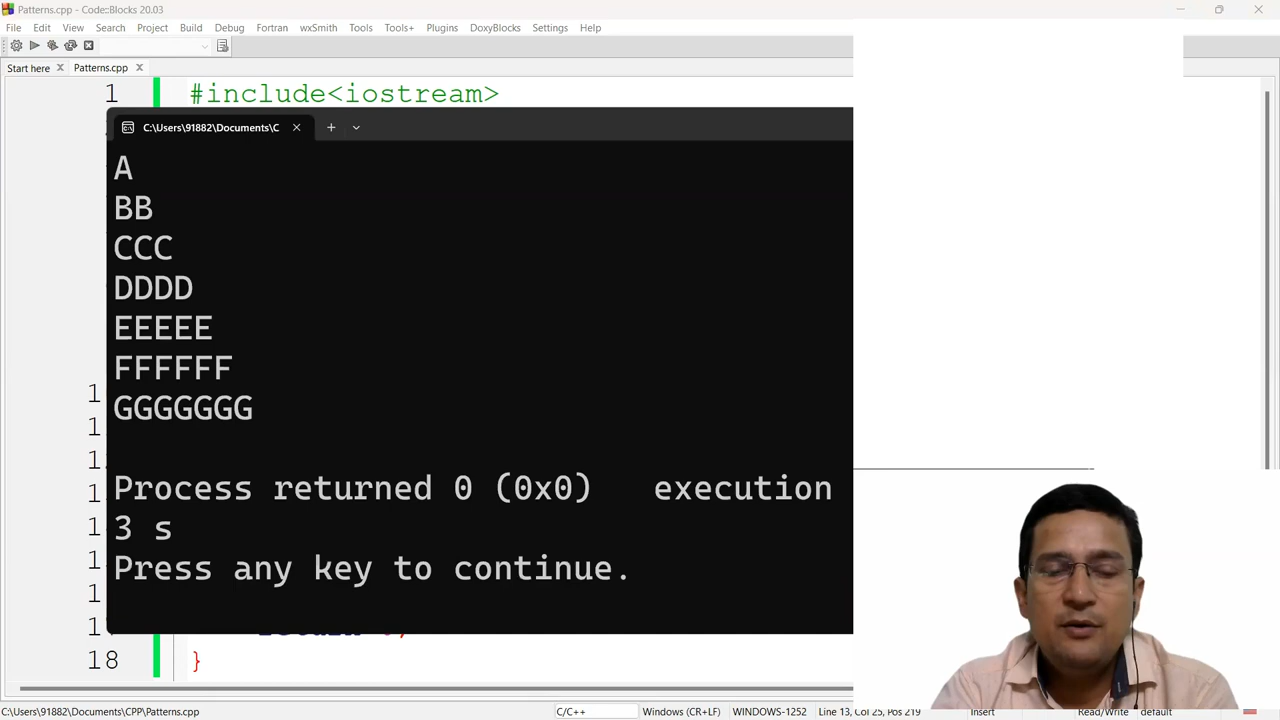 Patterns.cpp - Code::Blocks 20.03
File Edit View Search Project Build Debug Fortran wxSmith Tools Tools+ Plugins DoxyBlocks Settings Help
Start here Patterns.cpp
1 #include<iostream>
C:\Users\91882\Documents\C
A
BB
CCC
DDDD
EEEEE
FFFFFF
GGGGGGG
Process returned 0 (0x0) execution
3 s
Press any key to continue.
18 }
C:\Users\91882\Documents\CPP\Patterns.cpp C/C++ Windows (CR+LF) WINDOWS-1252 Line 13, Col 25, Pos 219 Insert Read/Write default